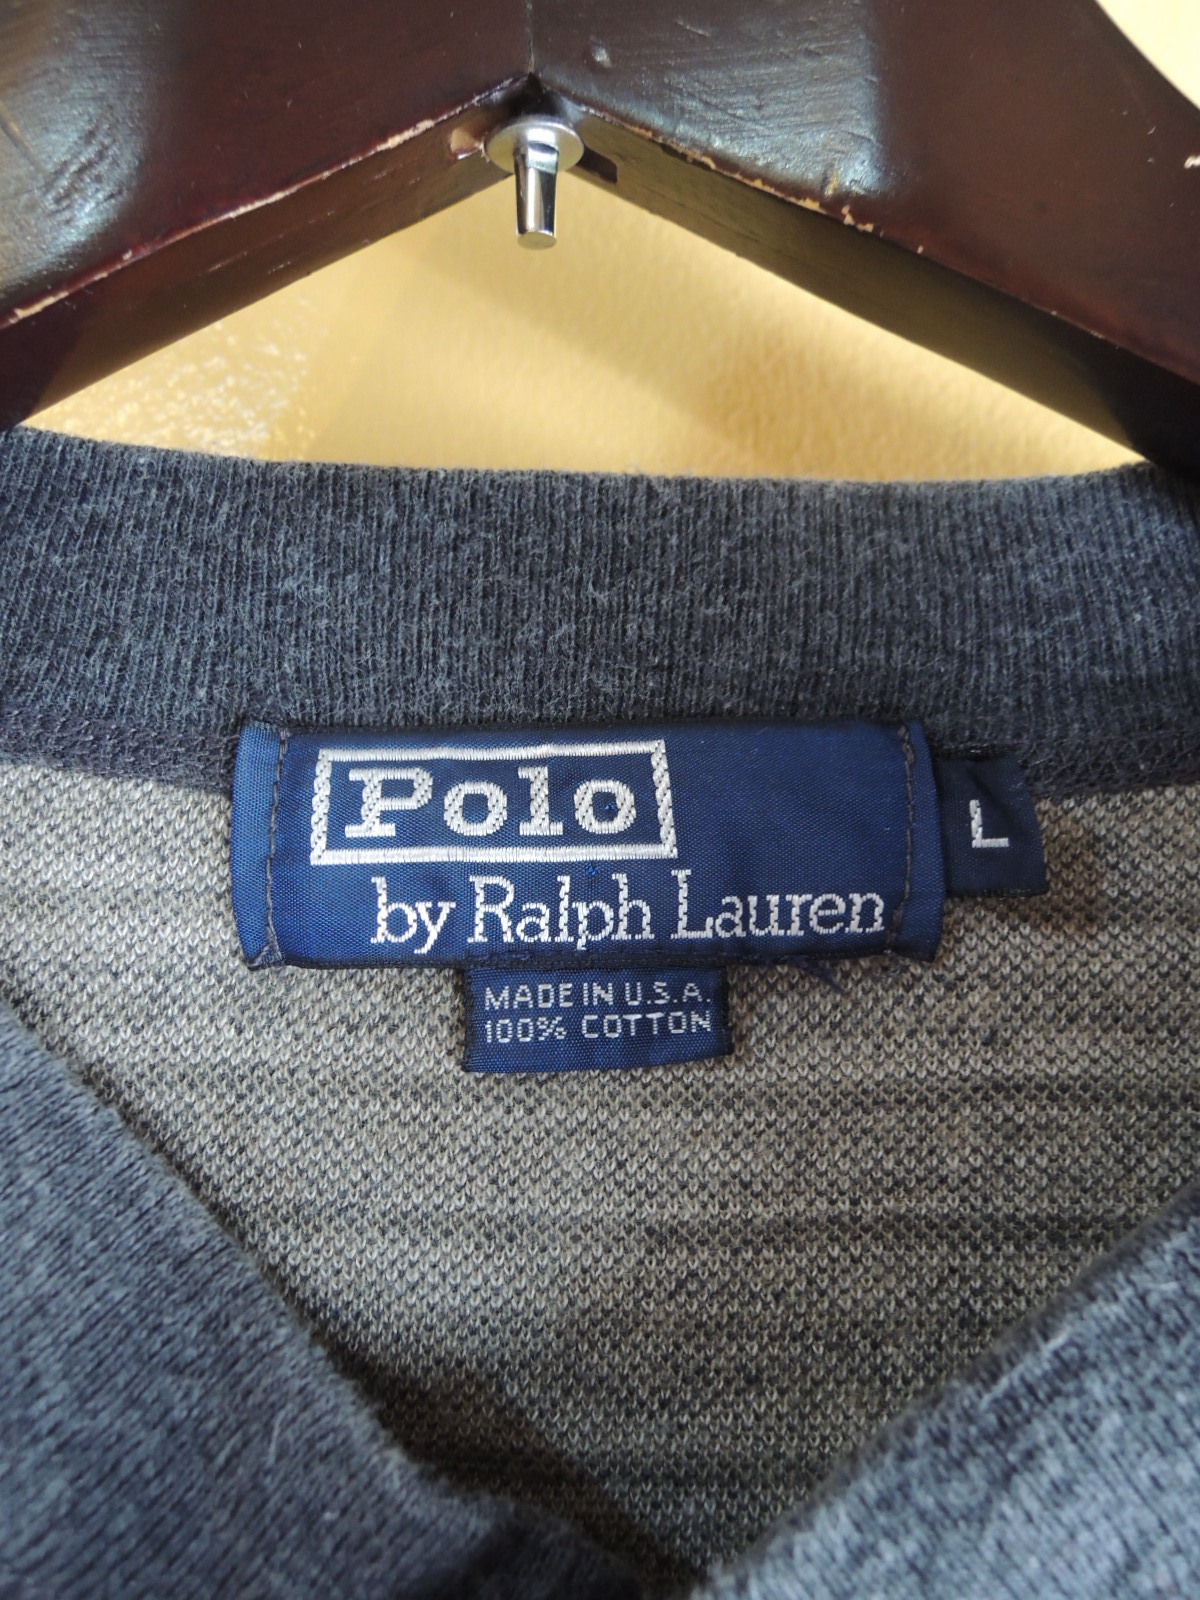 Polo
by Ralph Lauren
L
MADE IN U.S.A.
100% COTTON